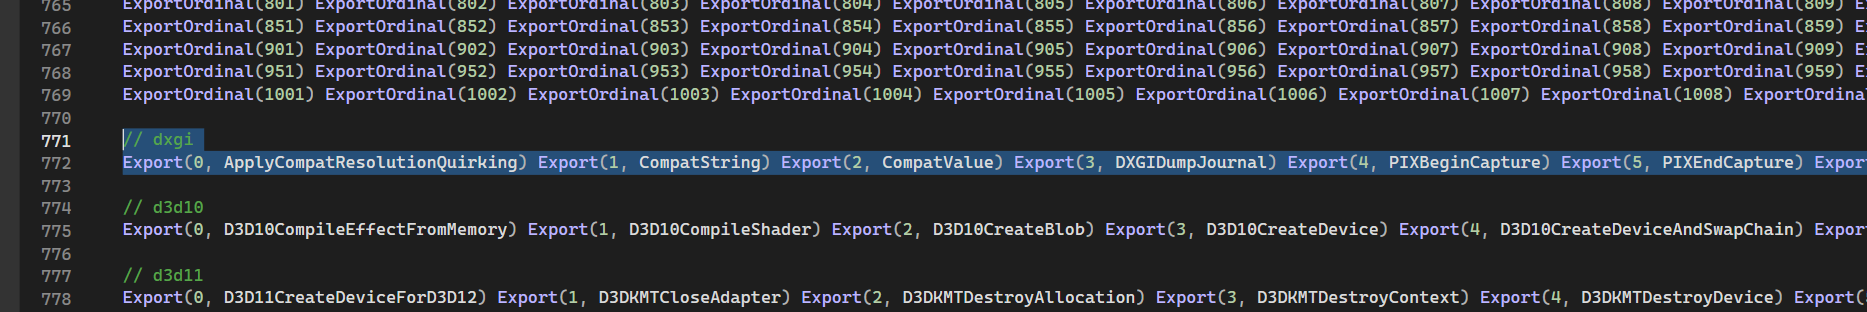 765 ExportOrdinal(801) ExportOrdinal(802) ExportOrdinal(803) ExportOrdinal(804) ExportOrdinal(805) ExportOrdinal(806) ExportOrdinal(807) ExportOrdinal(808) ExportOrdinal(809) E
766 ExportOrdinal(851) ExportOrdinal(852) ExportOrdinal(853) ExportOrdinal(854) ExportOrdinal(855) ExportOrdinal(856) ExportOrdinal(857) ExportOrdinal(858) ExportOrdinal(859) E
767 ExportOrdinal(901) ExportOrdinal(902) ExportOrdinal(903) ExportOrdinal(904) ExportOrdinal(905) ExportOrdinal(906) ExportOrdinal(907) ExportOrdinal(908) ExportOrdinal(909) E
768 ExportOrdinal(951) ExportOrdinal(952) ExportOrdinal(953) ExportOrdinal(954) ExportOrdinal(955) ExportOrdinal(956) ExportOrdinal(957) ExportOrdinal(958) ExportOrdinal(959) E
769 ExportOrdinal(1001) ExportOrdinal(1002) ExportOrdinal(1003) ExportOrdinal(1004) ExportOrdinal(1005) ExportOrdinal(1006) ExportOrdinal(1007) ExportOrdinal(1008) ExportOrdina
770
771 // dxgi
772 Export(0, ApplyCompatResolutionQuirking) Export(1, CompatString) Export(2, CompatValue) Export(3, DXGIDumpJournal) Export(4, PIXBeginCapture) Export(5, PIXEndCapture) Expor
773
774 // d3d10
775 Export(0, D3D10CompileEffectFromMemory) Export(1, D3D10CompileShader) Export(2, D3D10CreateBlob) Export(3, D3D10CreateDevice) Export(4, D3D10CreateDeviceAndSwapChain) Expor
776
777 // d3d11
778 Export(0, D3D11CreateDeviceForD3D12) Export(1, D3DKMTCloseAdapter) Export(2, D3DKMTDestroyAllocation) Export(3, D3DKMTDestroyContext) Export(4, D3DKMTDestroyDevice) Export(